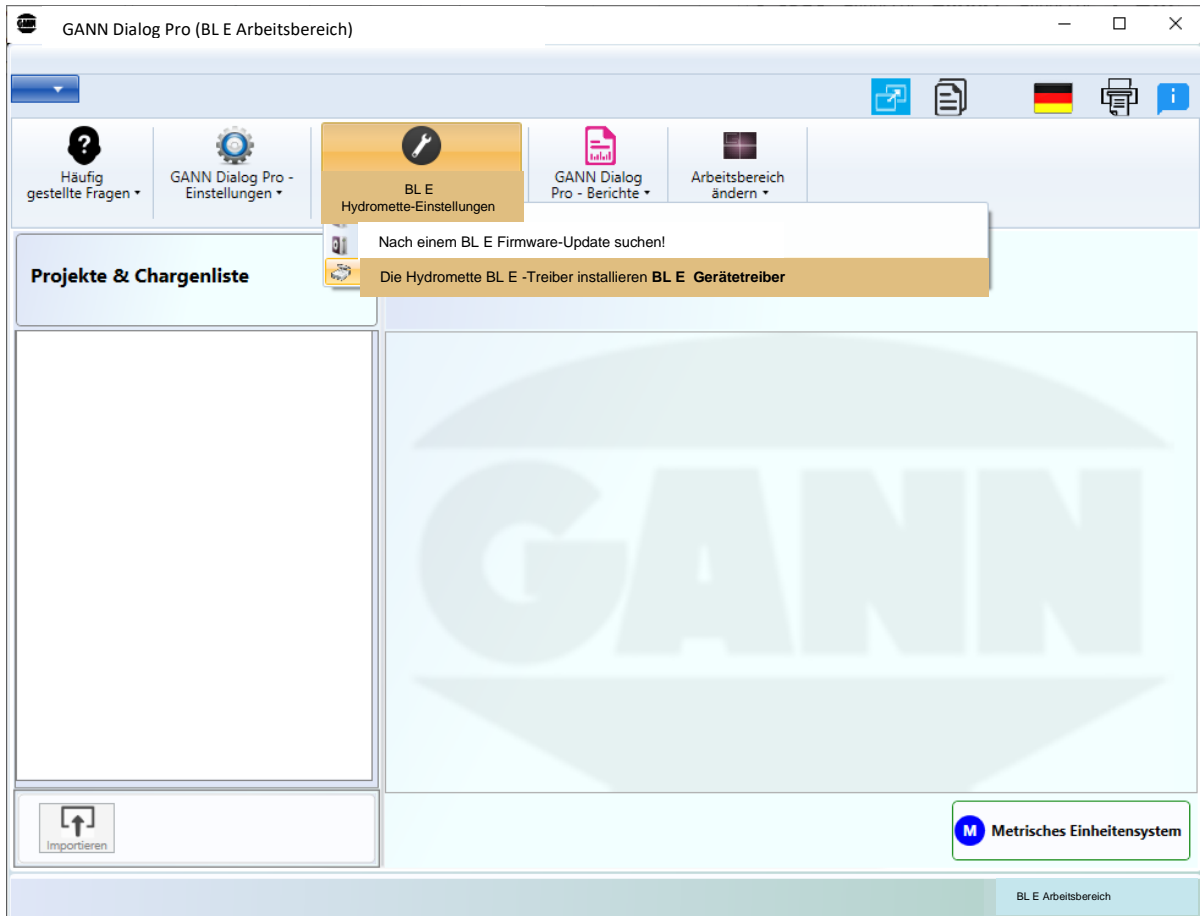 GANN Dialog Pro (BL E Arbeitsbereich)
Häufig
gestellte Fragen
GANN Dialog Pro -
Einstellungen
BL E
Hydromette-Einstellungen
GANN Dialog
Pro - Berichte
Arbeitsbereich
ändern
Nach einem BL E Firmware-Update suchen!
Die Hydromette BL E -Treiber installieren BL E Gerätetreiber
Projekte & Chargenliste
GANN
Importieren
M Metrisches Einheitensystem
BL E Arbeitsbereich